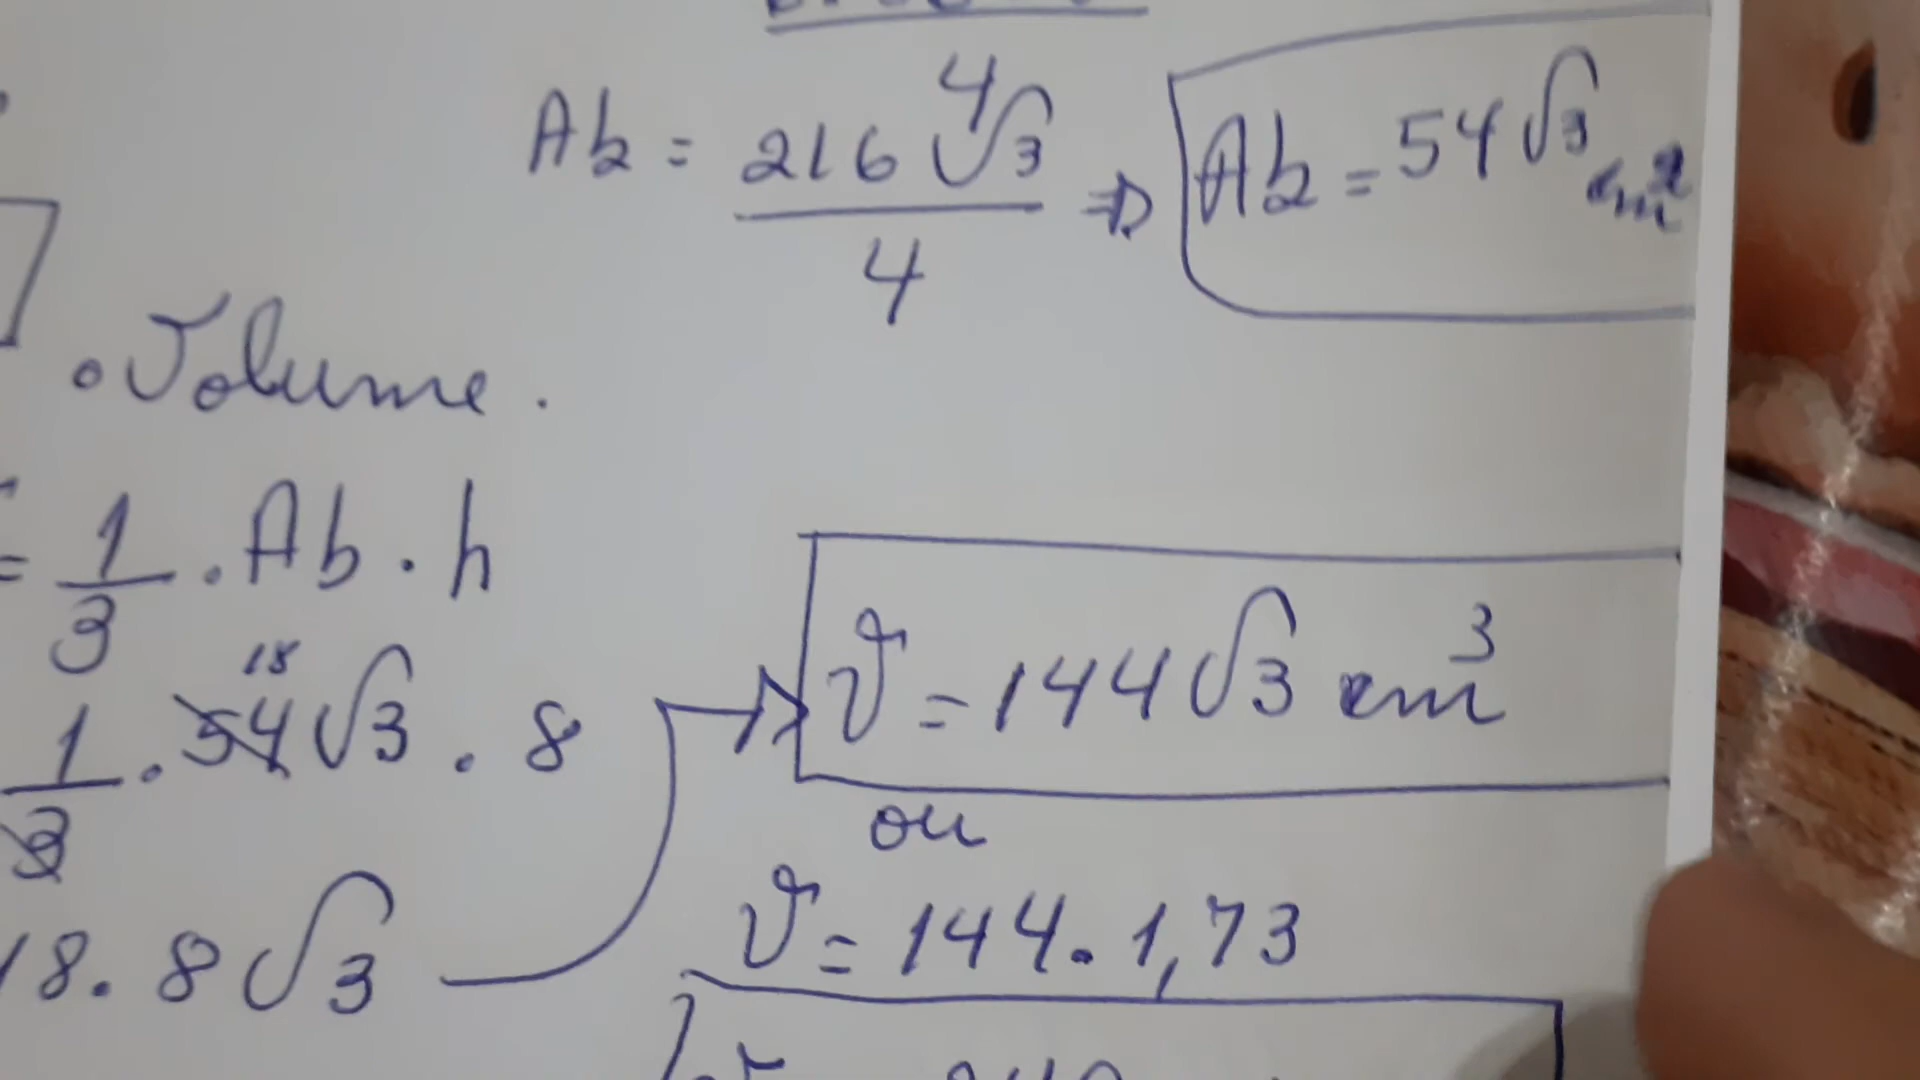 Ab = 216 4√3 / 4 ⇒ Ab = 54√3 cm²
• Volume.
= 1/3 . Ab . h
1/3 . 54 18 √3 . 8
V = 144√3 cm³
ou
18. 8√3
V = 144. 1,73